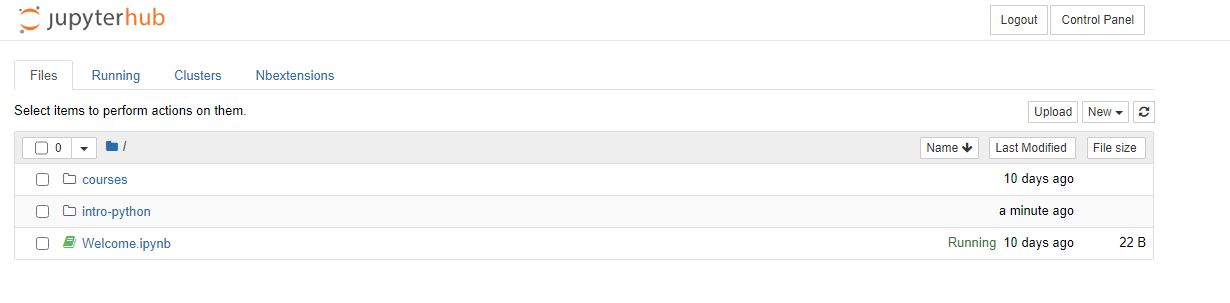 jupyterhub
Logout Control Panel
Files Running Clusters Nbextensions
Select items to perform actions on them.
Upload New
0 / Name Last Modified File size
courses 10 days ago
intro-python a minute ago
Welcome.ipynb Running 10 days ago 22 B